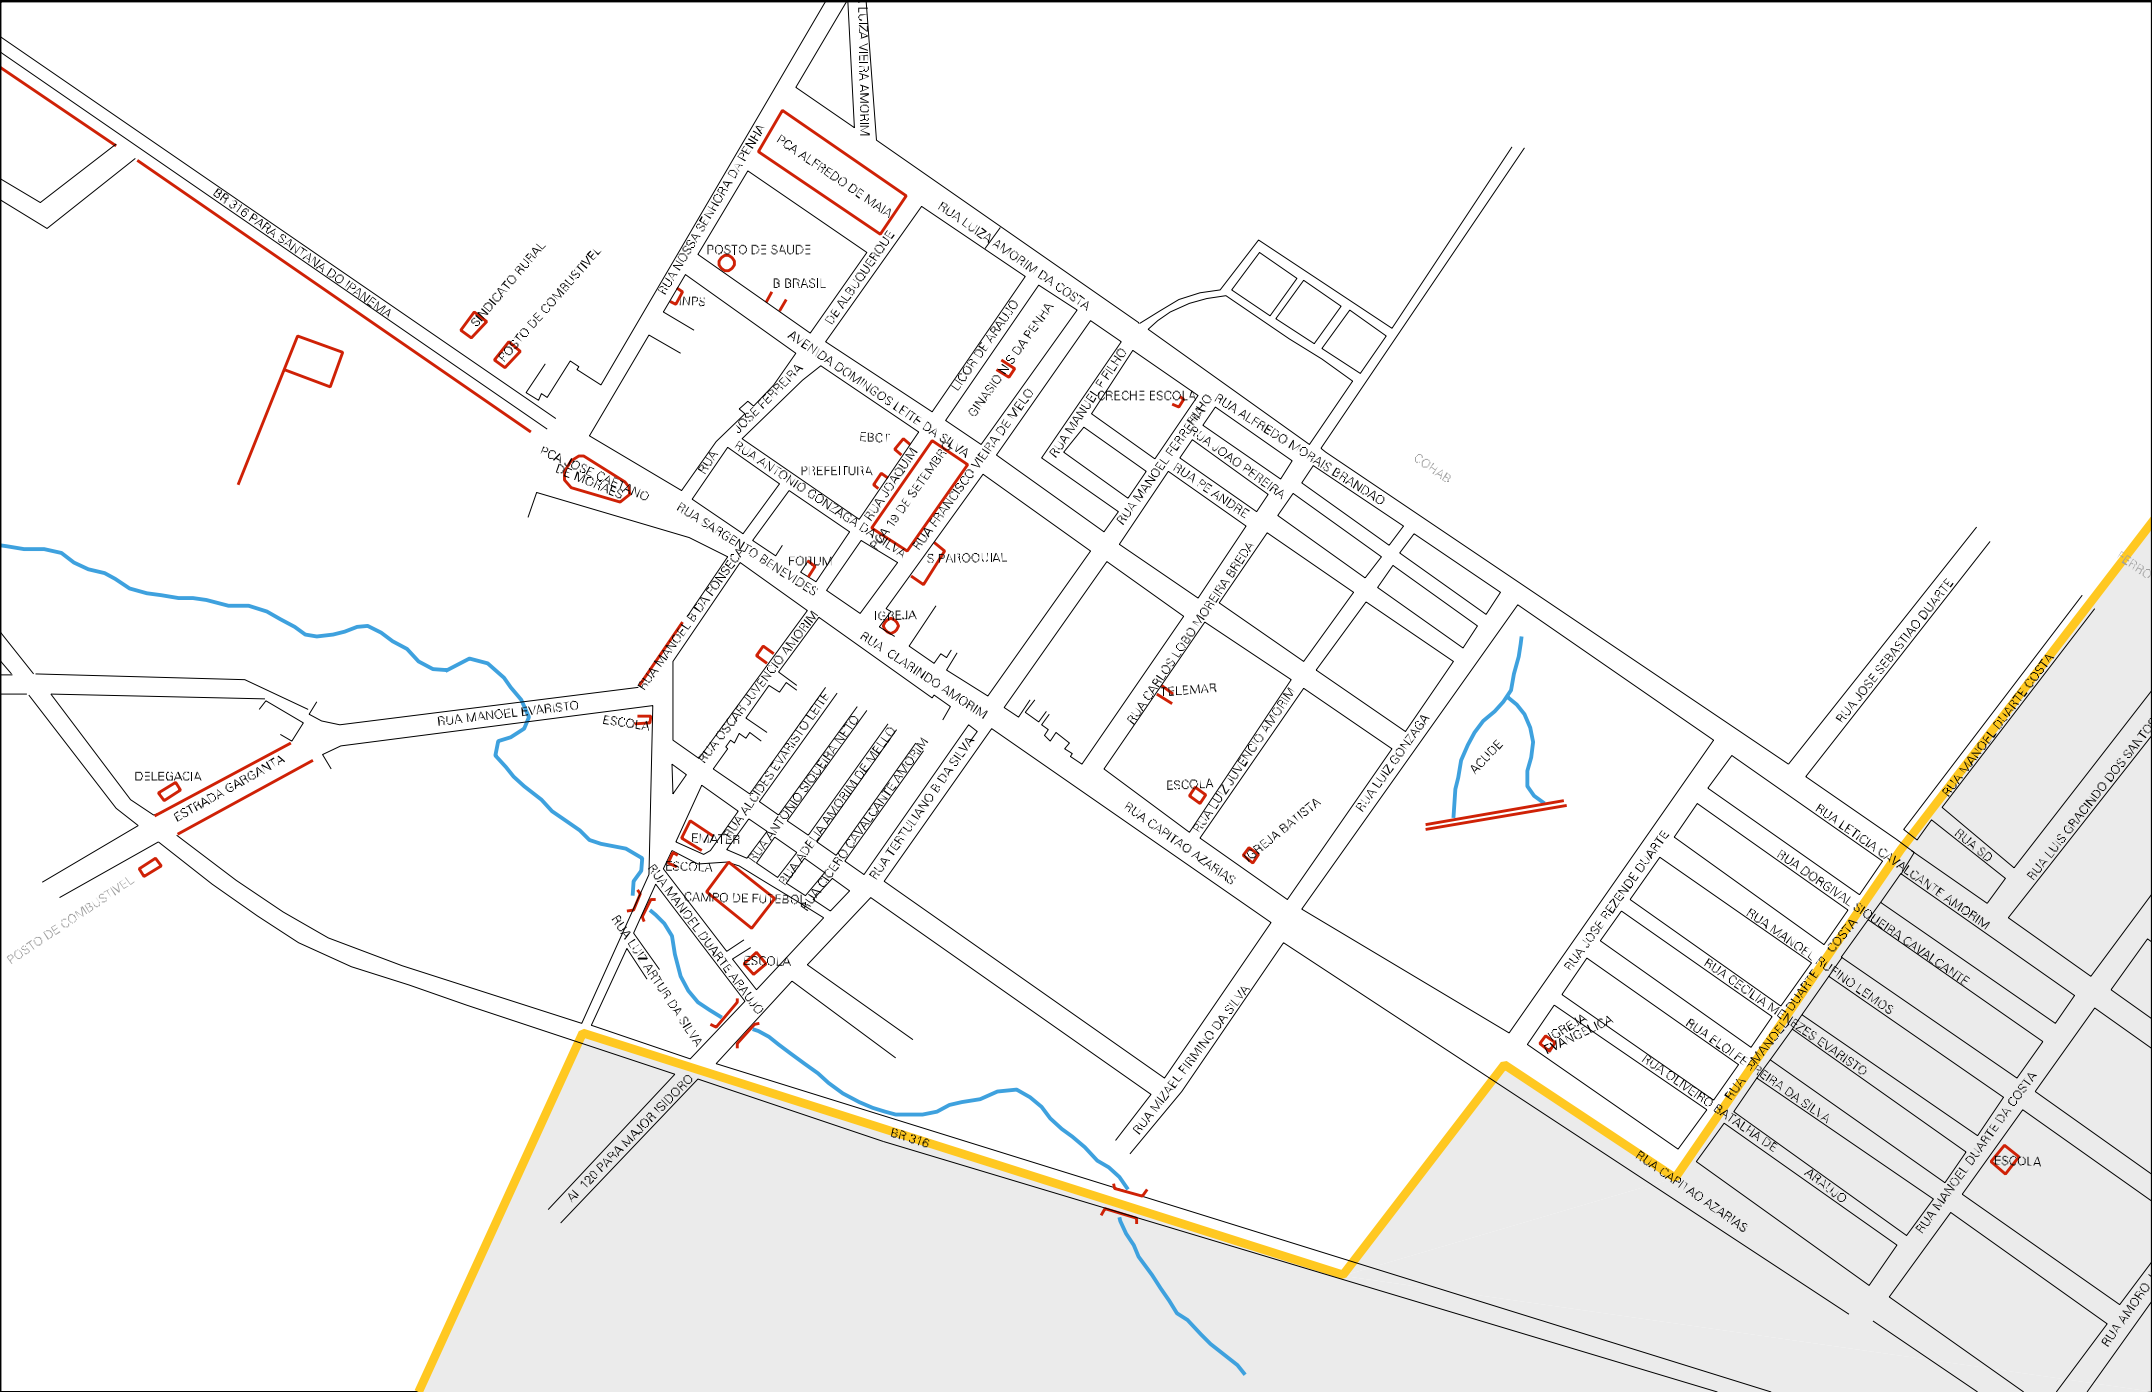 LUIZA VIEIRA AMORIM
PCA ALFREDO DE MAIA
RUA NOSSA SENHORA DA PENHA
BR 316 PARA SANTANA DO IPANEMA
SINDICATO RURAL
POSTO DE COMBUSTIVEL
POSTO DE SAUDE
B BRASIL
INPS
DE ALBUQUERQUE
RUA LUIZA AMORIM DA COSTA
AVENIDA DOMINGOS LEITE DA SILVA
LICOR DE ARAUJO
GINASIO N S DA PENHA
RUA MANUEL F FILHO
CRECHE ESCOLA
RUA ALFREDO MORAIS BRANDAO
COHAB
RUA JOSE FERREIRA
EBCT
PREFEITURA
RUA JOAQUIM
PCA 19 DE SETEMBRO
RUA FRANCISCO VIEIRA DE MELO
RUA MANOEL FERREIRA FILHO
RUA JOAO PEREIRA
RUA PE ANDRE
RUA ANTONIO GONZAGA DA SILVA
PCA JOSE CAETANO
DE MORAES
RUA SARGENTO BENEVIDES
FORUM
S PAROQUIAL
IGREJA
RUA MANOEL B DA FONSECA
RUA CLARINDO AMORIM
RUA CARLOS LOBO MOREIRA BREDA
TELEMAR
RUA OSCAR JUVENCIO AMORIM
RUA MANOEL EVARISTO
ESCOLA
DELEGACIA
ESTRADA GARGANTA
POSTO DE COMBUSTIVEL
RUA ALCIDES EVARISTO LEITE
RUA ANTONIO SIQUEIRA NETO
RUA ADELIA AMORIM DE MELLO
RUA CICERO CAVALCANTE AMORIM
RUA TERTULIANO B DA SILVA
EMATER
ESCOLA
CAMPO DE FUTEBOL
RUA MANOEL DUARTE ARAUJO
RUA LUIZ ARTUR DA SILVA
ESCOLA
ESCOLA
RUA LUIZ JUVENCIO AMORIM
IGREJA BATISTA
RUA LUIZ GONZAGA
RUA CAPITAO AZARIAS
ACUDE
RUA JOSE SEBASTIAO DUARTE
RUA MANOEL DUARTE COSTA
RUA LUIS GRACINDO DOS SANTOS
RUA SD
RUA LETICIA CAVALCANTE AMORIM
RUA DORGIVAL SIQUEIRA CAVALCANTE
RUA MANOEL RUFINO LEMOS
RUA CECILIA MENEZES EVARISTO
RUA ELOI FERREIRA DA SILVA
RUA OLIVEIRO BATALHA DE ARAUJO
RUA JOSE REZENDE DUARTE
IGREJA
EVANGELICA
RUA MANOEL DUARTE COSTA
RUA MIZAEL FIRMINO DA SILVA
AL 120 PARA MAJOR ISIDORO
BR 316
RUA CAPITAO AZARIAS
RUA MANOEL DUARTE DA COSTA
ESCOLA
RUA AMORO